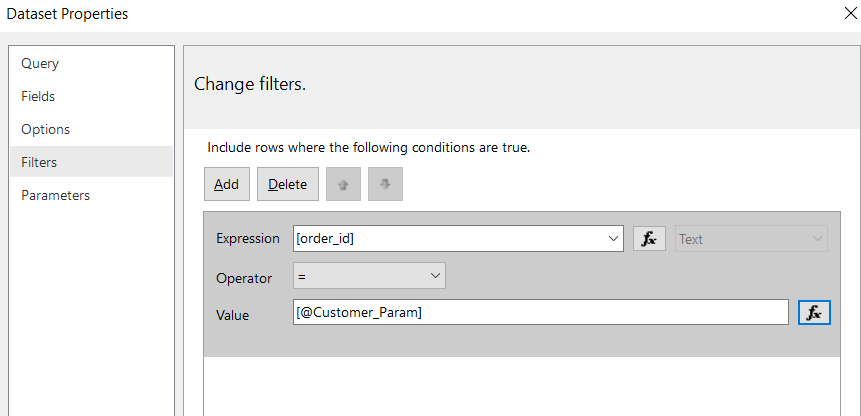 Dataset Properties
Query
Fields
Options
Filters
Parameters
Change filters.
Include rows where the following conditions are true.
Add Delete
Expression [order_id] fx Text
Operator =
Value [@Customer_Param] fx